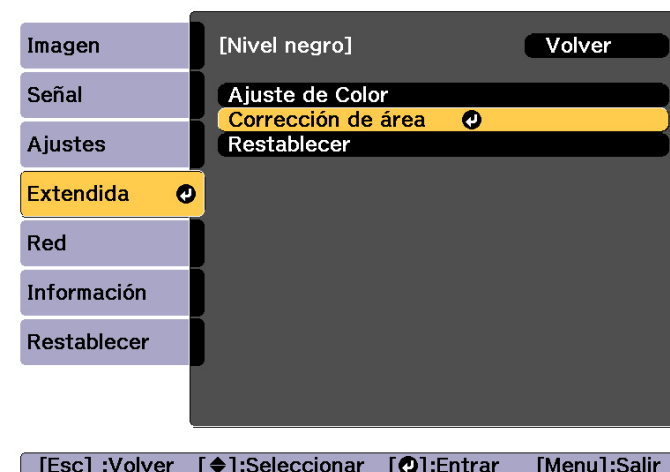 Imagen
Señal
Ajustes
Extendida
Red
Información
Restablecer
[Nivel negro] Volver
Ajuste de Color
Corrección de área
Restablecer
[Esc] :Volver [◆]:Seleccionar [↲]:Entrar [Menu]:Salir